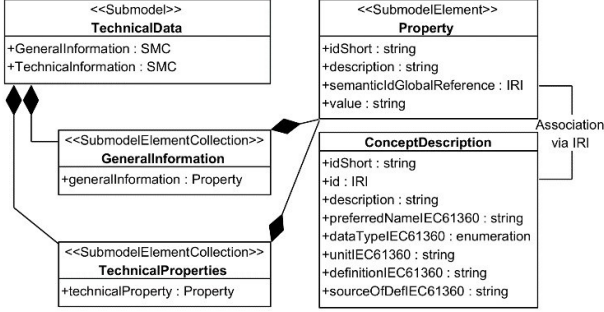 <<Submodel>>
TechnicalData
+GeneralInformation : SMC
+TechnicaInformation : SMC
<<SubmodelElement>>
Property
+idShort : string
+description : string
+semanticIdGlobalReference : IRI
+value : string
Association
via IRI
<<SubmodelElementCollection>>
GeneralInformation
+generalInformation : Property
ConceptDescription
+idShort : string
+id : IRI
+description : string
+preferredNameIEC61360 : string
+dataTypeIEC61360 : enumeration
+unitIEC61360 : string
+definitionIEC61360 : string
+sourceOfDefIEC61360 : string
<<SubmodelElementCollection>>
TechnicalProperties
+technicalProperty : Property